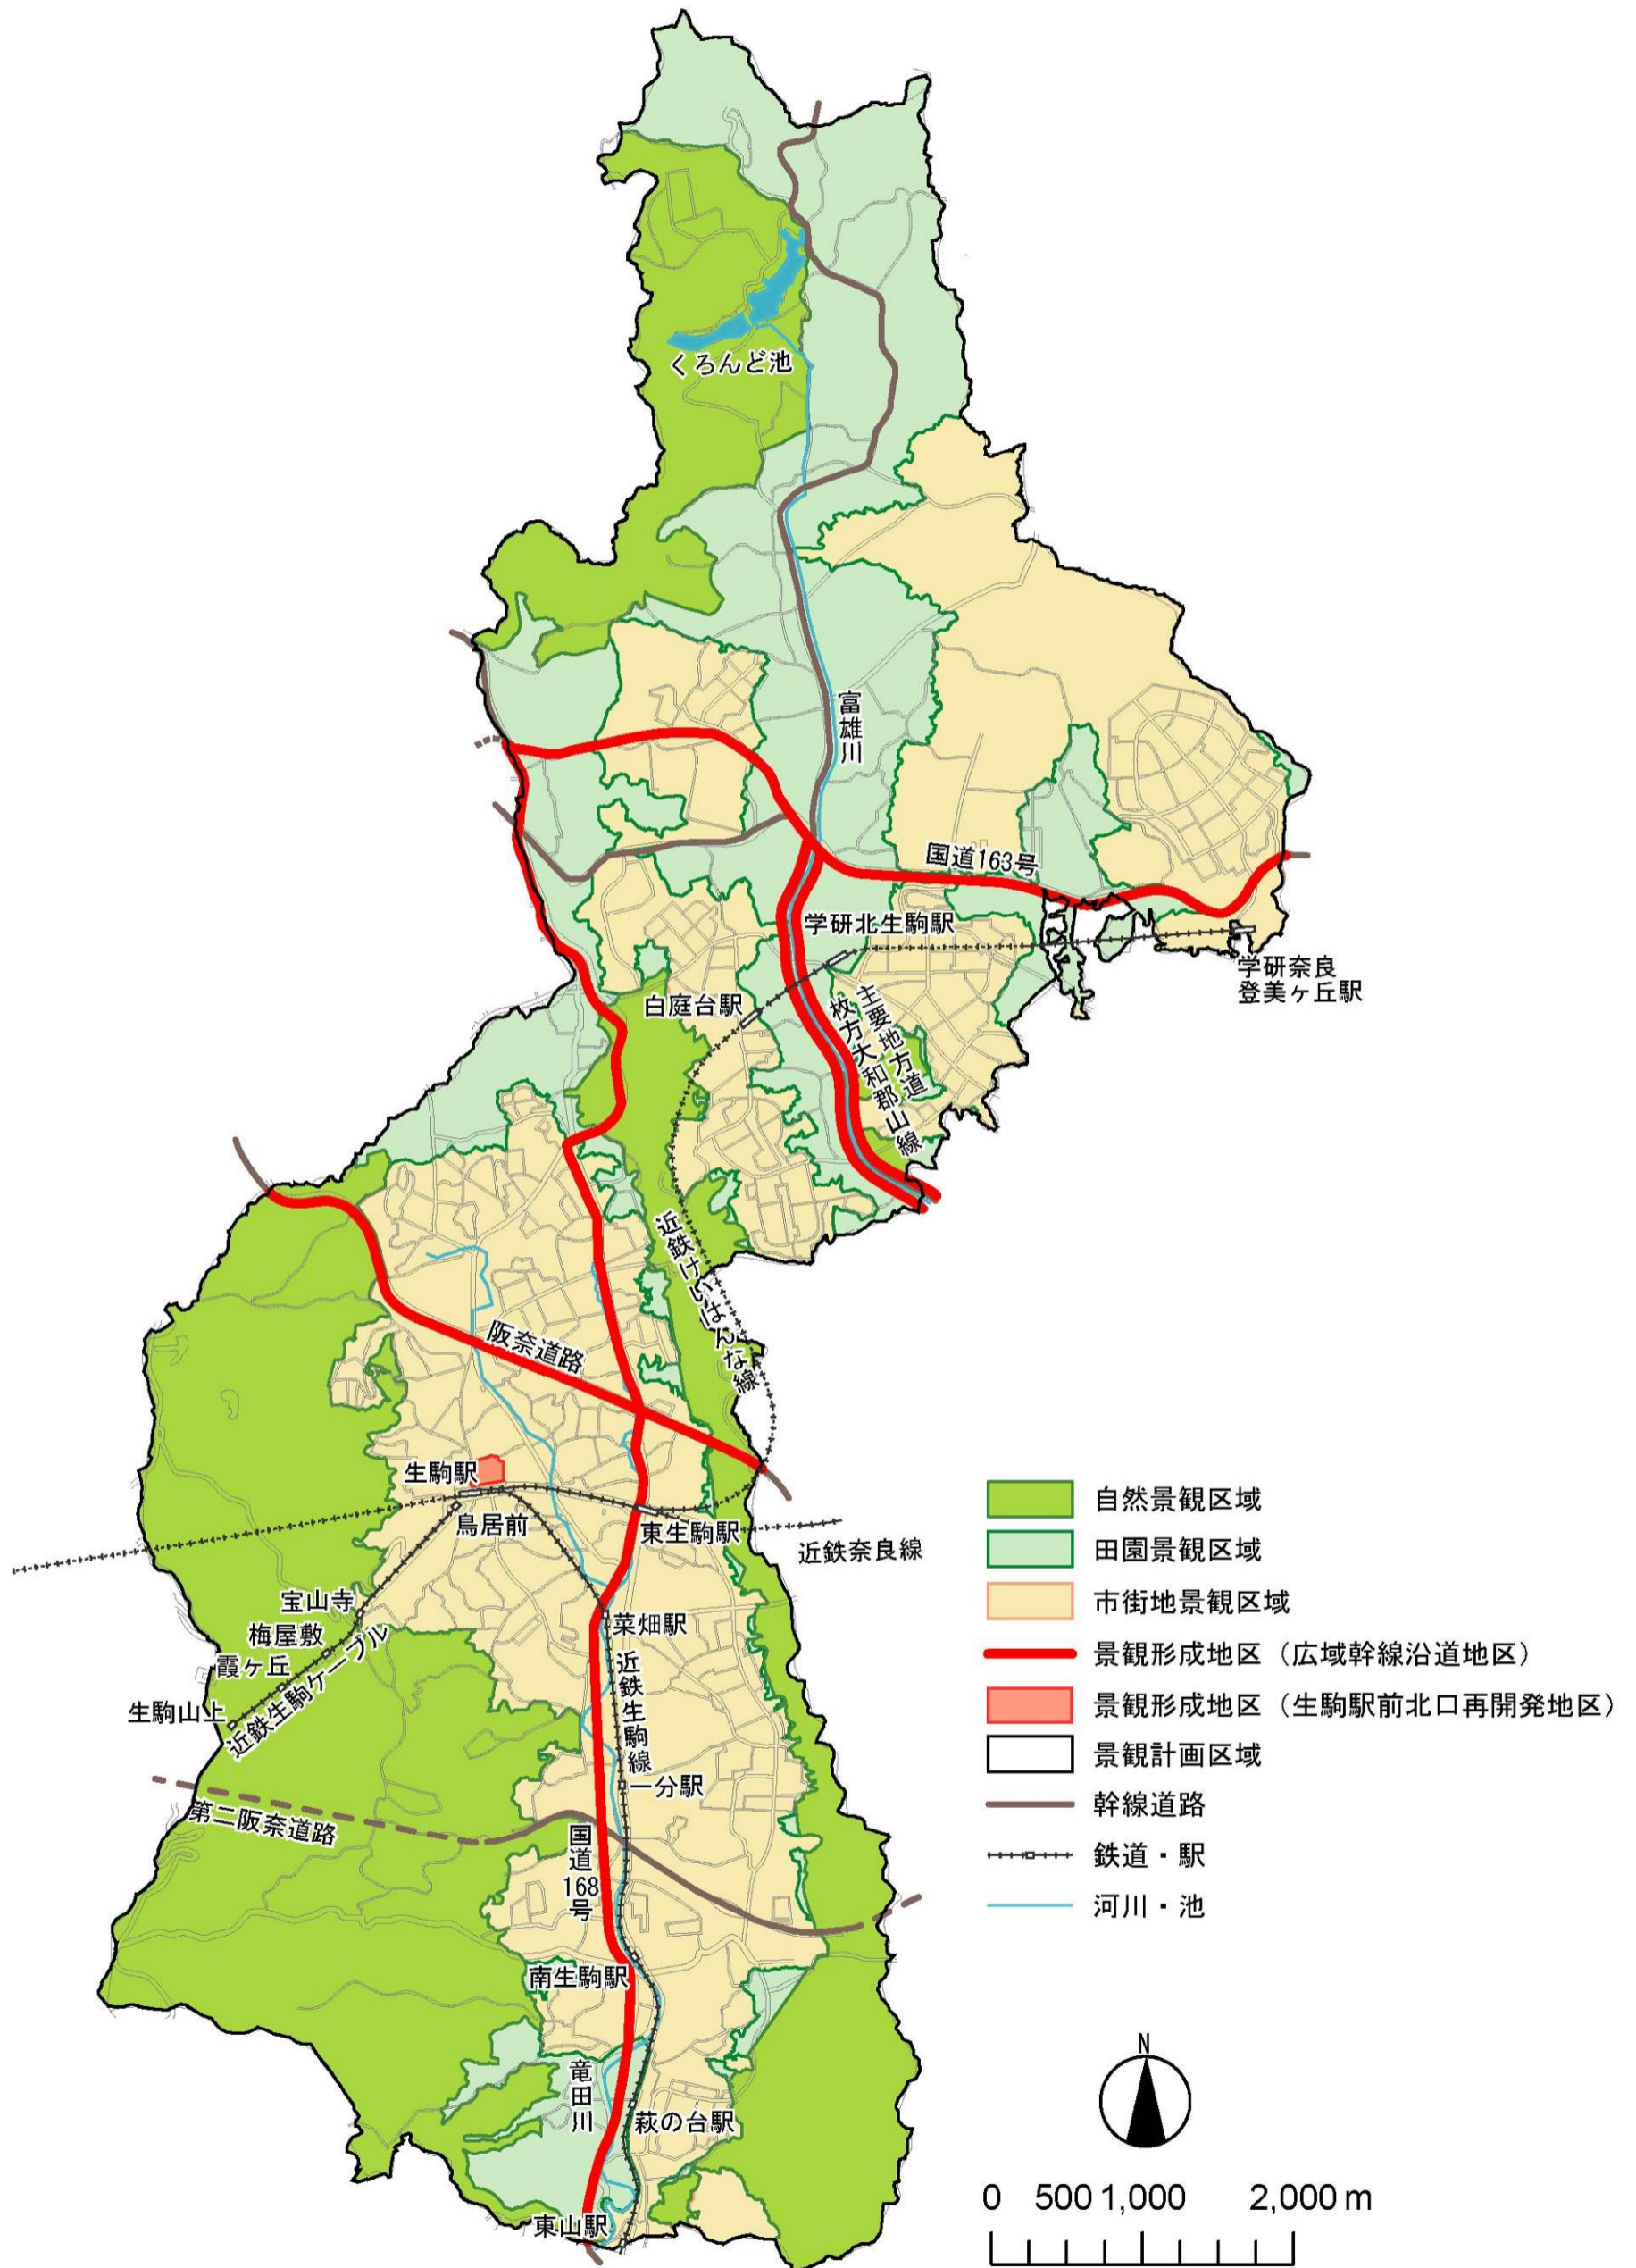 くろんど池
富雄川
国道163号
学研北生駒駅
学研奈良
登美ヶ丘駅
白庭台駅
主要地方道
枚方大和郡山線
近鉄けいはんな線
阪奈道路
生駒駅
鳥居前
東生駒駅
近鉄奈良線
宝山寺
梅屋敷
霞ヶ丘
生駒山上
近鉄生駒ケーブル
菜畑駅
近鉄生駒線
一分駅
第二阪奈道路
国道168号
南生駒駅
竜田川
萩の台駅
東山駅
自然景観区域
田園景観区域
市街地景観区域
景観形成地区（広域幹線沿道地区）
景観形成地区（生駒駅前北口再開発地区）
景観計画区域
幹線道路
鉄道・駅
河川・池
N
0 500 1,000 2,000 m